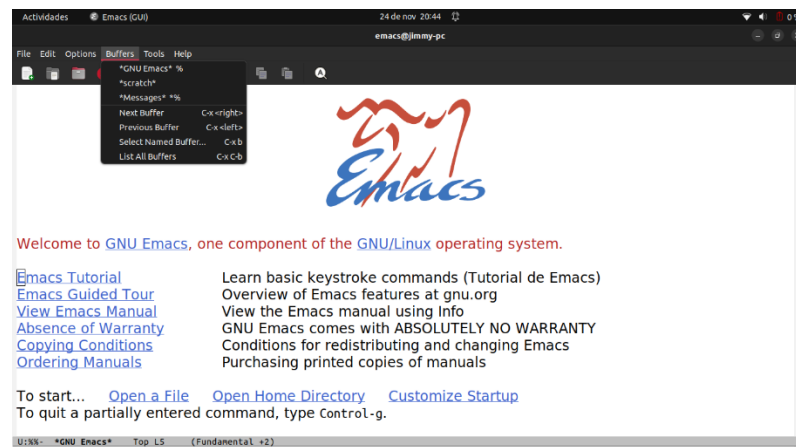 Actividades Emacs (GUI) 24 de nov 20:44
emacs@jimmy-pc
File Edit Options Buffers Tools Help
*GNU Emacs* %
*scratch*
*Messages* *%
Next Buffer C-x <right>
Previous Buffer C-x <left>
Select Named Buffer... C-x b
List All Buffers C-x C-b
Emacs
Welcome to GNU Emacs, one component of the GNU/Linux operating system.
Emacs Tutorial Learn basic keystroke commands (Tutorial de Emacs)
Emacs Guided Tour Overview of Emacs features at gnu.org
View Emacs Manual View the Emacs manual using Info
Absence of Warranty GNU Emacs comes with ABSOLUTELY NO WARRANTY
Copying Conditions Conditions for redistributing and changing Emacs
Ordering Manuals Purchasing printed copies of manuals
To start... Open a File Open Home Directory Customize Startup
To quit a partially entered command, type Control-g.
U:%%- *GNU Emacs* Top L5 (Fundamental +2)